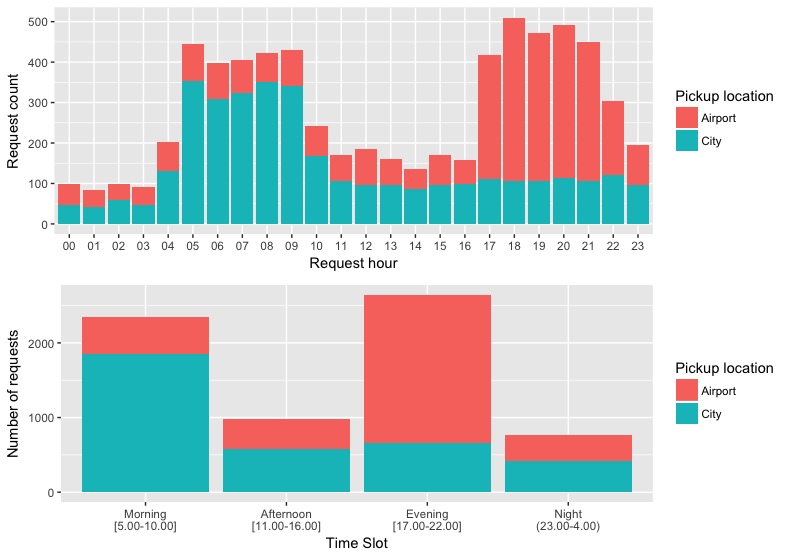 500
400
300
200
100
0
Request count
00 01 02 03 04 05 06 07 08 09 10 11 12 13 14 15 16 17 18 19 20 21 22 23
Request hour
Pickup location
Airport
City
2000
1000
0
Number of requests
Morning Afternoon Evening Night
[5.00-10.00] [11.00-16.00] [17.00-22.00] (23.00-4.00)
Time Slot
Pickup location
Airport
City